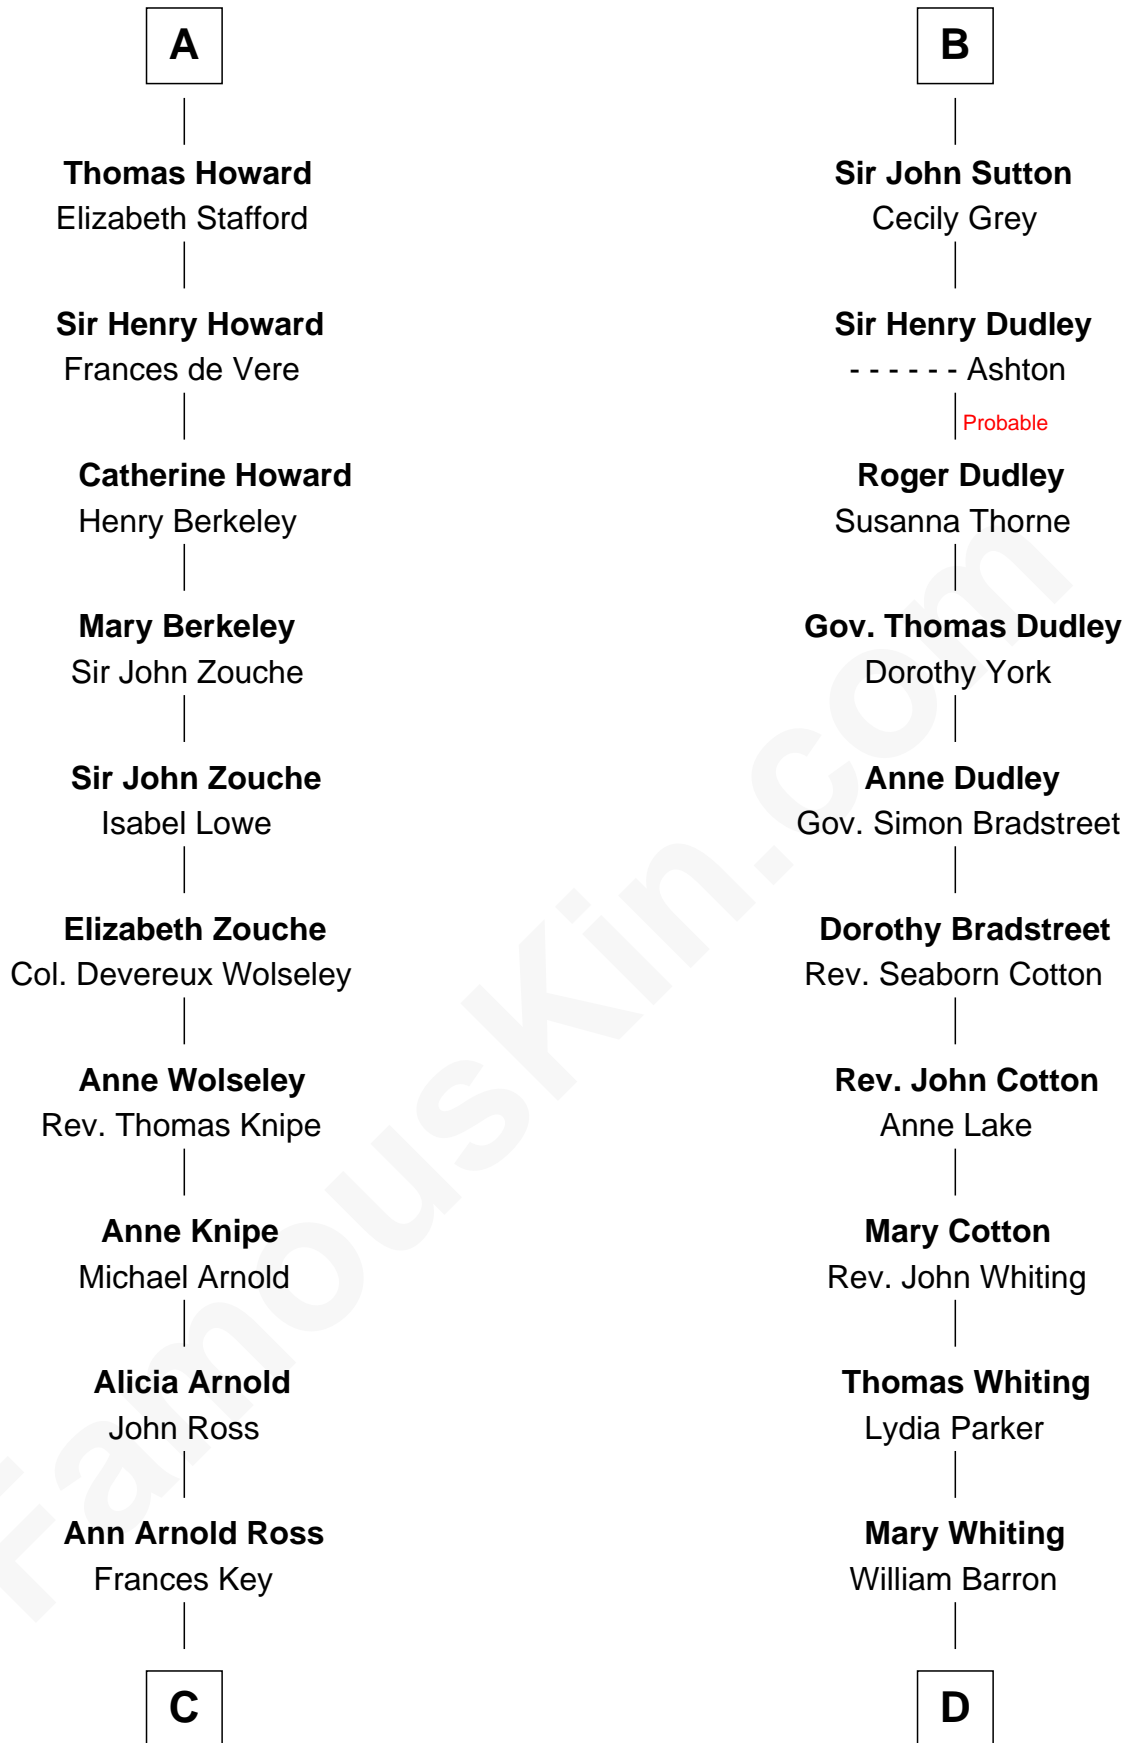 A
Thomas Howard
Elizabeth Stafford
Sir Henry Howard
Frances de Vere
Catherine Howard
Henry Berkeley
Mary Berkeley
Sir John Zouche
Sir John Zouche
Isabel Lowe
Elizabeth Zouche
Col. Devereux Wolseley
Anne Wolseley
Rev. Thomas Knipe
Anne Knipe
Michael Arnold
Alicia Arnold
John Ross
Ann Arnold Ross
Frances Key
C
B
Sir John Sutton
Cecily Grey
Sir Henry Dudley
- - - - - - Ashton
Probable
Roger Dudley
Susanna Thorne
Gov. Thomas Dudley
Dorothy York
Anne Dudley
Gov. Simon Bradstreet
Dorothy Bradstreet
Rev. Seaborn Cotton
Rev. John Cotton
Anne Lake
Mary Cotton
Rev. John Whiting
Thomas Whiting
Lydia Parker
Mary Whiting
William Barron
D
FamousKin.com